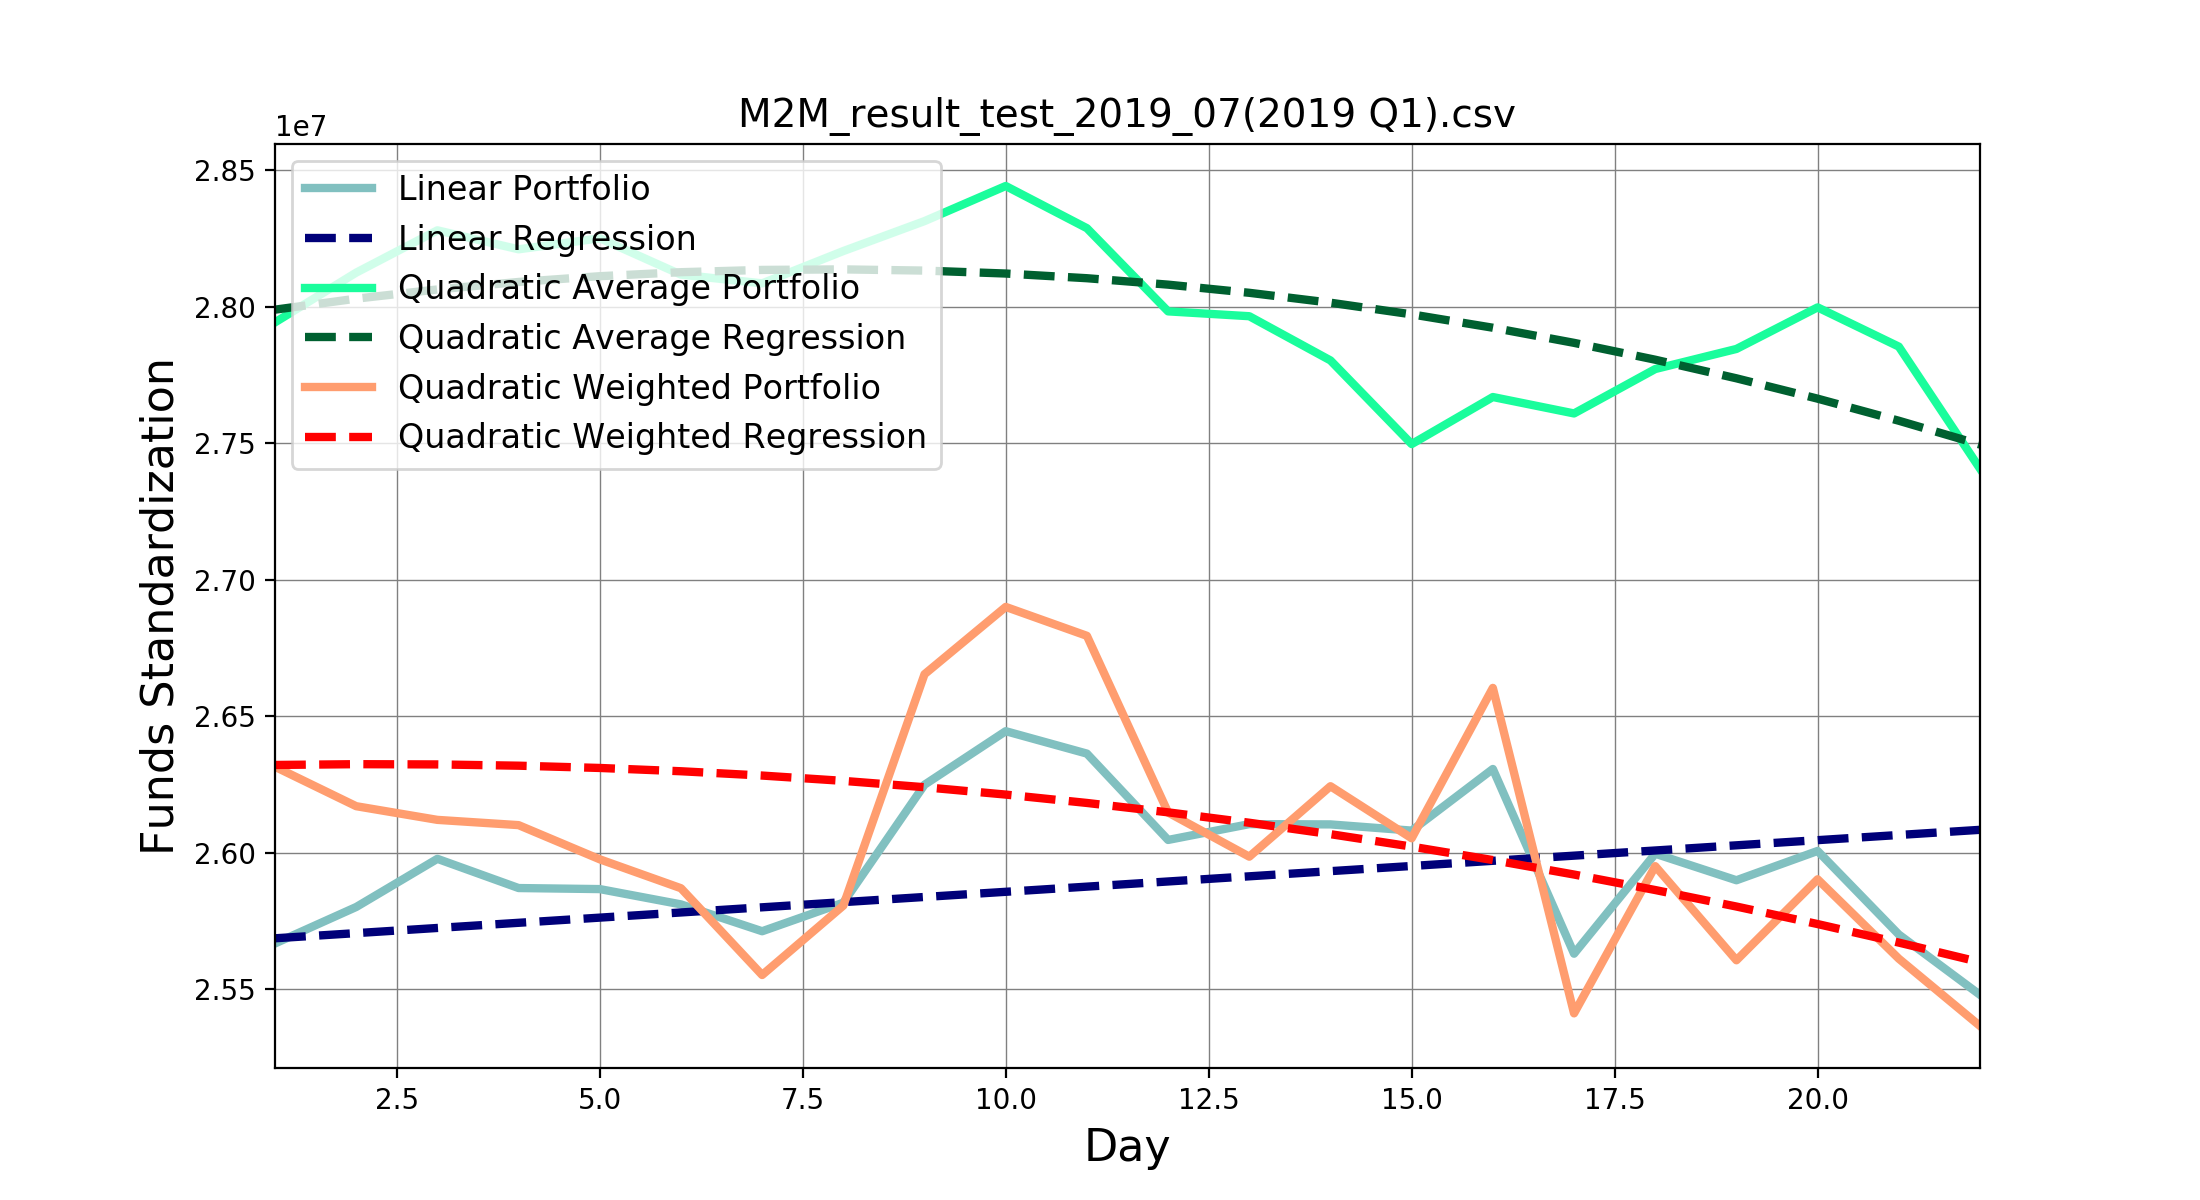 M2M_result_test_2019_07(2019 Q1).csv
1e7
2.85
2.80
2.75
2.70
2.65
2.60
2.55
Funds Standardization
Linear Portfolio
Linear Regression
Quadratic Average Portfolio
Quadratic Average Regression
Quadratic Weighted Portfolio
Quadratic Weighted Regression
2.5 5.0 7.5 10.0 12.5 15.0 17.5 20.0
Day